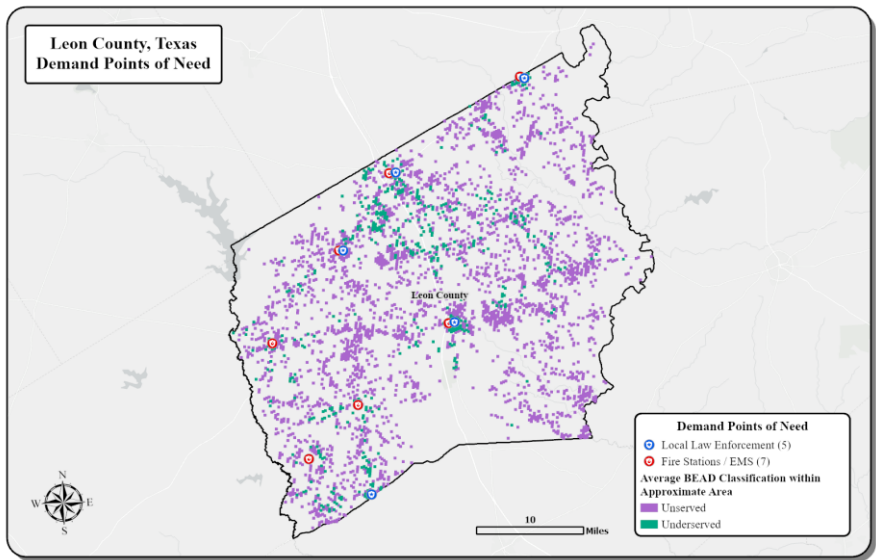 Leon County, Texas
Demand Points of Need
Leon County
Demand Points of Need
Local Law Enforcement (5)
Fire Stations / EMS (7)
Average BEAD Classification within
Approximate Area
Unserved
Underserved
N
W E
S
10
Miles